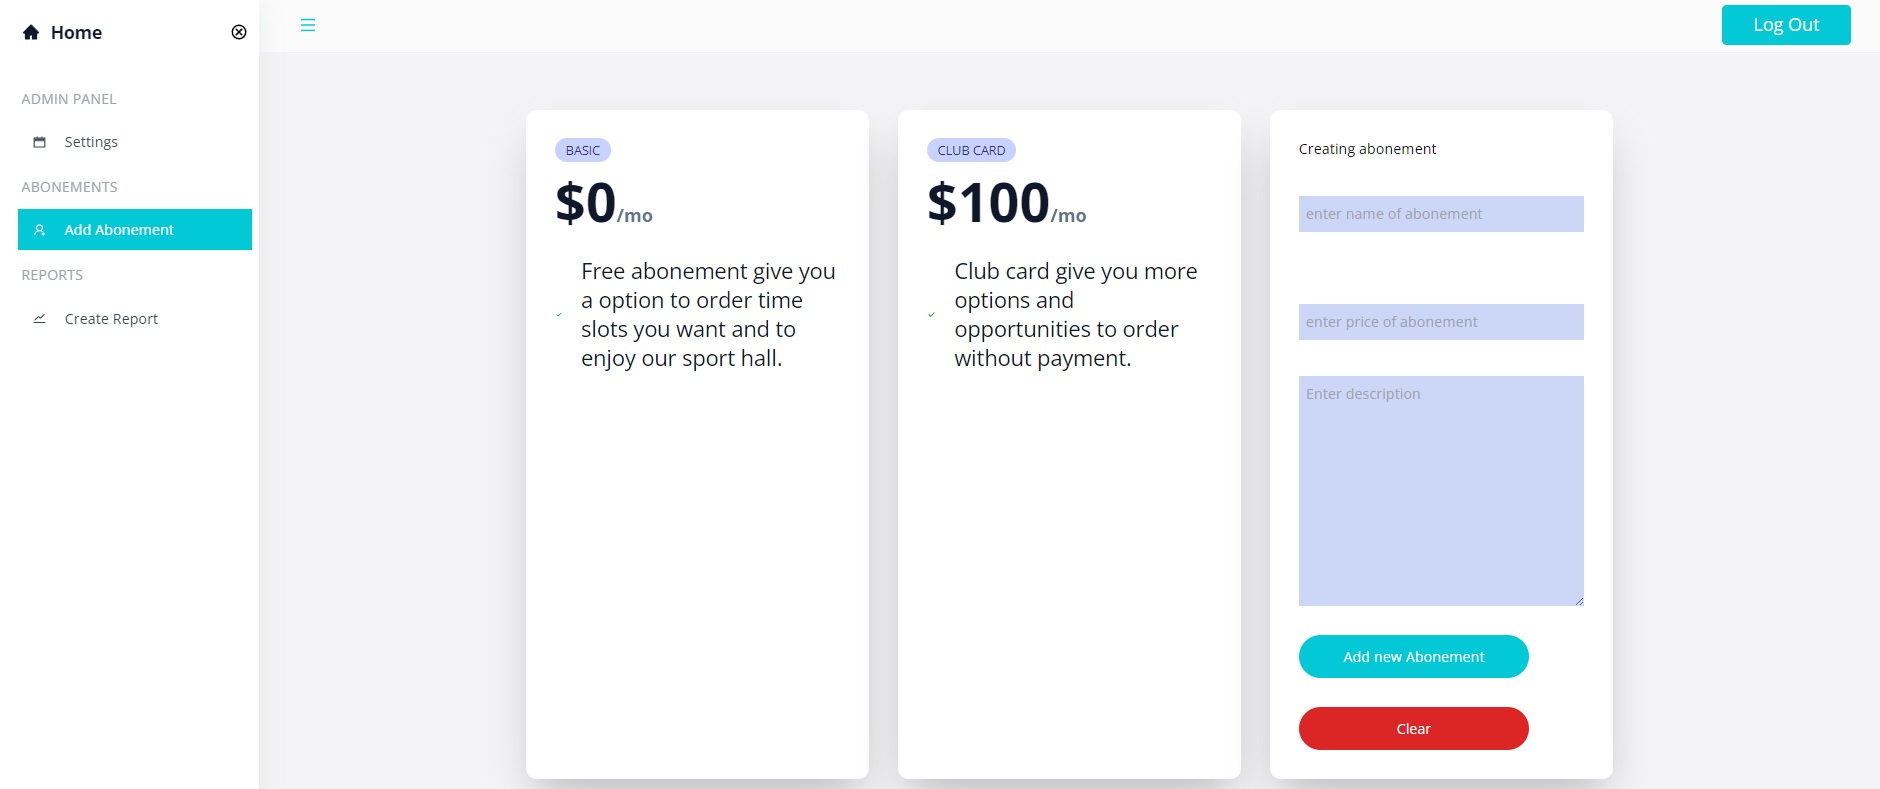 Home
Log Out
ADMIN PANEL
Settings
ABONEMENTS
Add Abonement
REPORTS
Create Report
BASIC
$0/mo
Free abonement give you
a option to order time
slots you want and to
enjoy our sport hall.
CLUB CARD
$100/mo
Club card give you more
options and
opportunities to order
without payment.
Creating abonement
enter name of abonement
enter price of abonement
Enter description
Add new Abonement
Clear